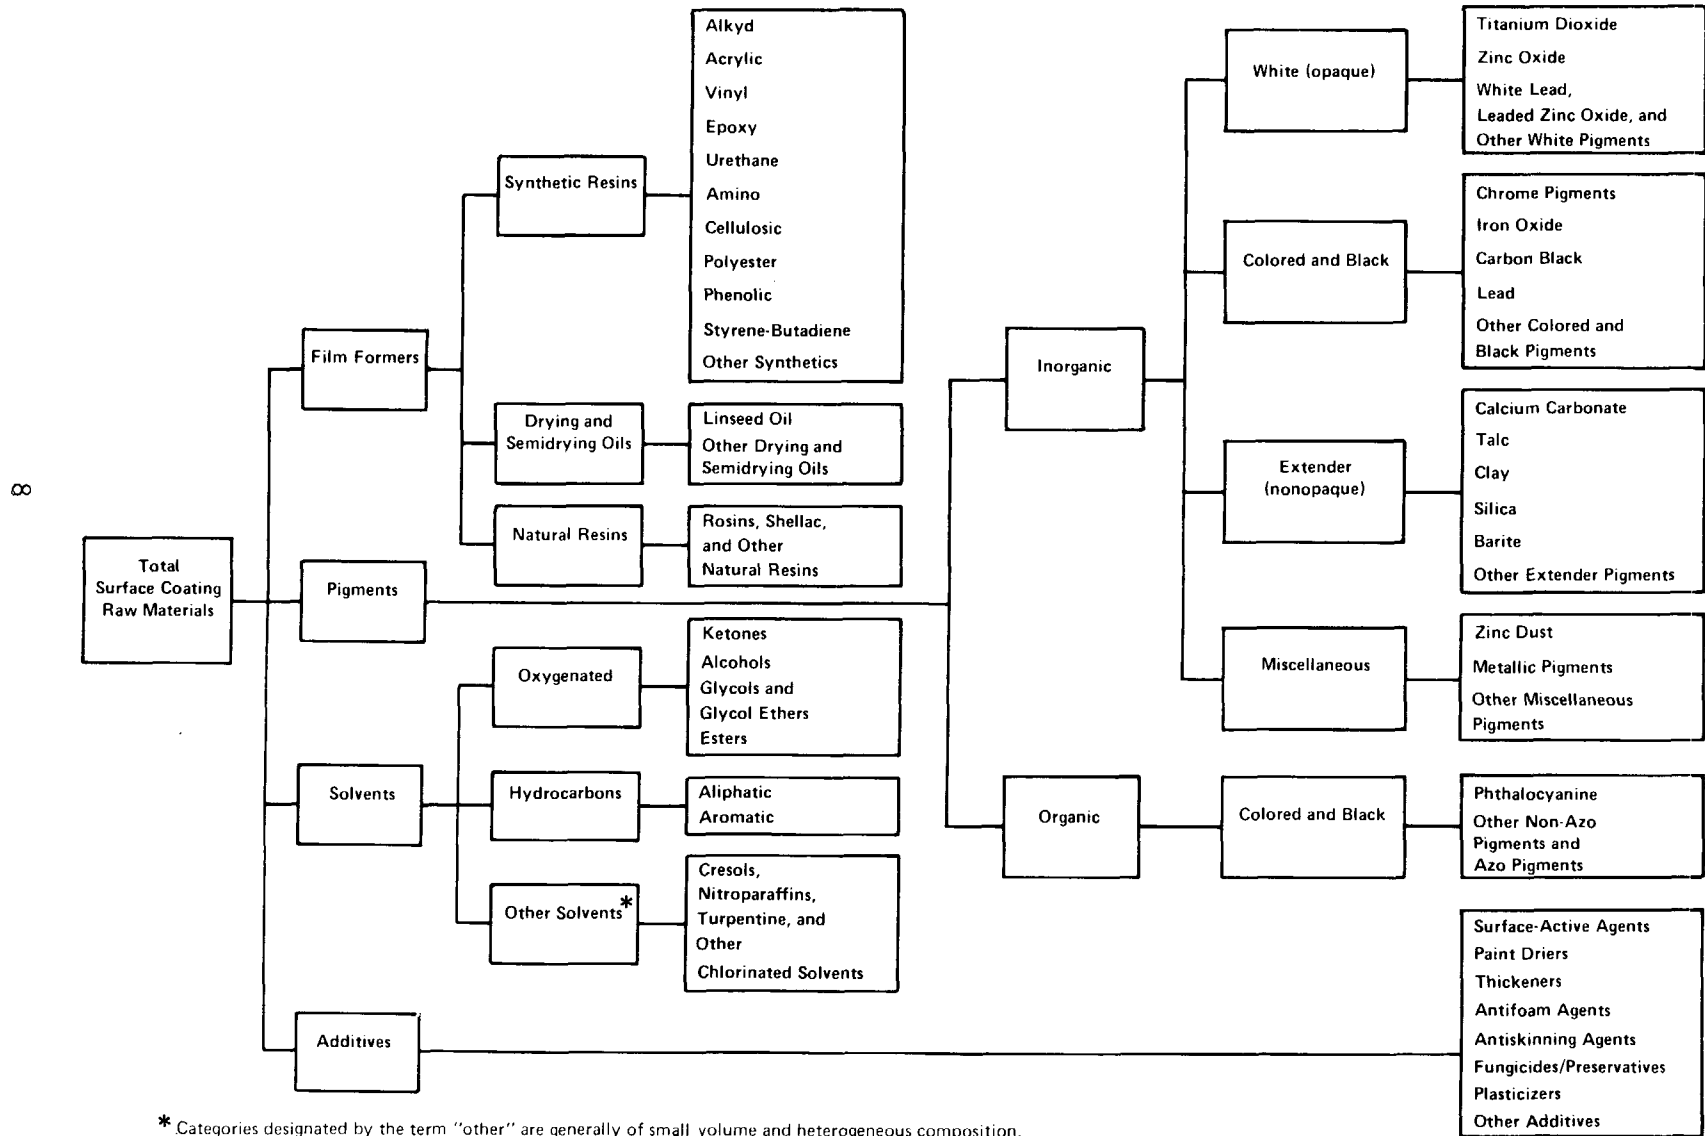 Total
Surface Coating
Raw Materials
Film Formers
Synthetic Resins
Alkyd
Acrylic
Vinyl
Epoxy
Urethane
Amino
Cellulosic
Polyester
Phenolic
Styrene-Butadiene
Other Synthetics
Drying and
Semidrying Oils
Linseed Oil
Other Drying and
Semidrying Oils
Natural Resins
Rosins, Shellac,
and Other
Natural Resins
Pigments
Inorganic
White (opaque)
Titanium Dioxide
Zinc Oxide
White Lead,
Leaded Zinc Oxide, and
Other White Pigments
Colored and Black
Chrome Pigments
Iron Oxide
Carbon Black
Lead
Other Colored and
Black Pigments
Extender
(nonopaque)
Calcium Carbonate
Talc
Clay
Silica
Barite
Other Extender Pigments
Miscellaneous
Zinc Dust
Metallic Pigments
Other Miscellaneous
Pigments
Organic
Colored and Black
Phthalocyanine
Other Non-Azo
Pigments and
Azo Pigments
Solvents
Oxygenated
Ketones
Alcohols
Glycols and
Glycol Ethers
Esters
Hydrocarbons
Aliphatic
Aromatic
Other Solvents*
Cresols,
Nitroparaffins,
Turpentine, and
Other
Chlorinated Solvents
Additives
Surface-Active Agents
Paint Driers
Thickeners
Antifoam Agents
Antiskinning Agents
Fungicides/Preservatives
Plasticizers
Other Additives
* Categories designated by the term "other" are generally of small volume and heterogeneous composition.
8